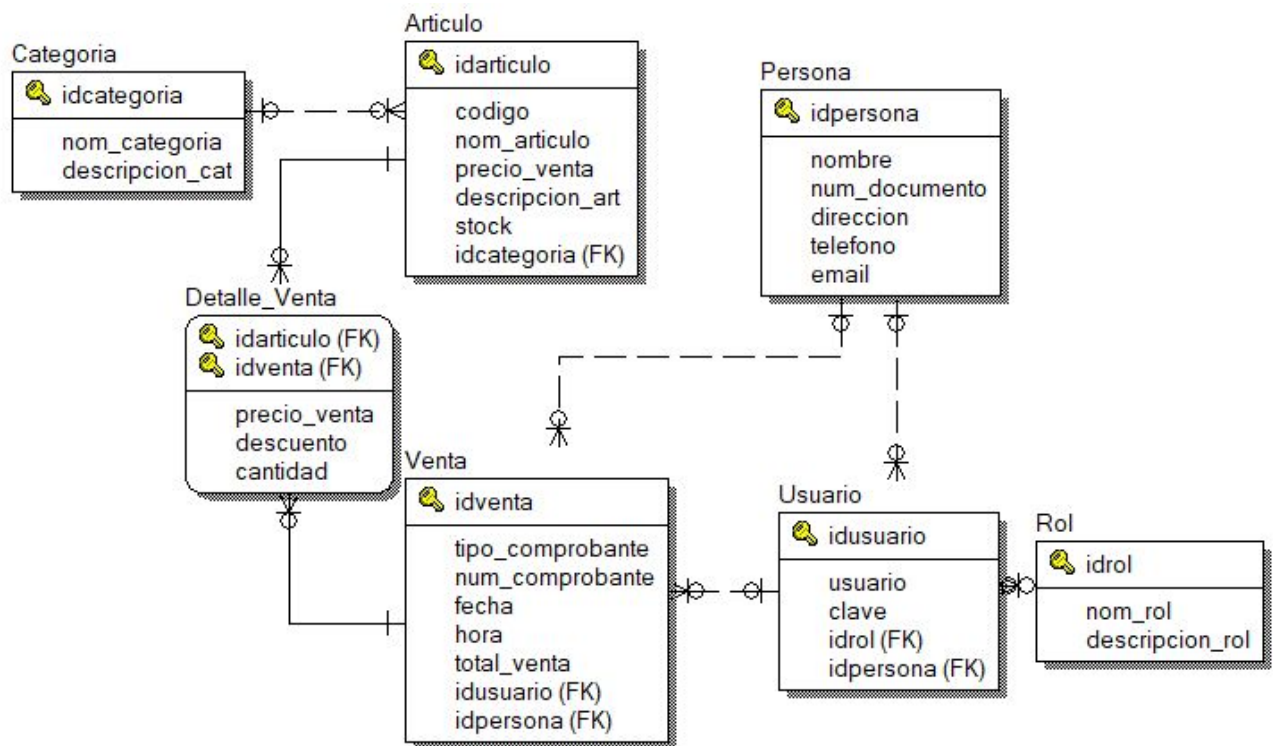 Categoria
idcategoria
nom_categoria
descripcion_cat
Articulo
idarticulo
codigo
nom_articulo
precio_venta
descripcion_art
stock
idcategoria (FK)
Persona
idpersona
nombre
num_documento
direccion
telefono
email
Detalle_Venta
idarticulo (FK)
idventa (FK)
precio_venta
descuento
cantidad
Venta
idventa
tipo_comprobante
num_comprobante
fecha
hora
total_venta
idusuario (FK)
idpersona (FK)
Usuario
idusuario
usuario
clave
idrol (FK)
idpersona (FK)
Rol
idrol
nom_rol
descripcion_rol